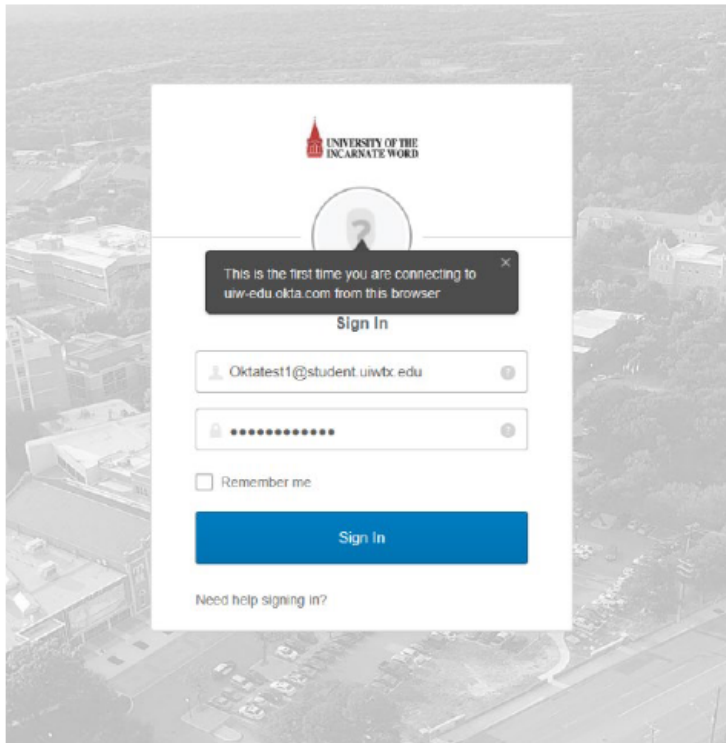 UNIVERSITY OF THE
INCARNATE WORD
?
This is the first time you are connecting to
uiw-edu.okta.com from this browser
×
Sign In
Oktatest1@student.uiwtx.edu
?
••••••••••••
?
Remember me
Sign In
Need help signing in?